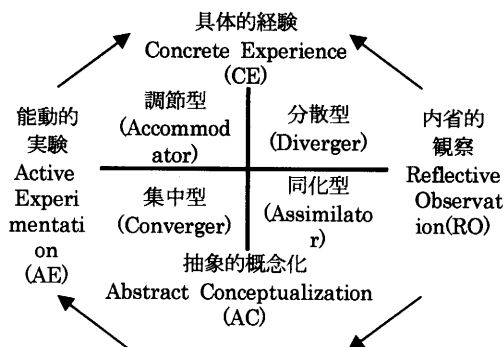 具体的経験
Concrete Experience
(CE)
調節型
(Accommod
ator)
分散型
(Diverger)
能動的
実験
Active
Experi
mentati
on
(AE)
内省的
観察
Reflective
Observat
ion(RO)
集中型
(Converger)
同化型
(Assimilato
r)
抽象的概念化
Abstract Conceptualization
(AC)